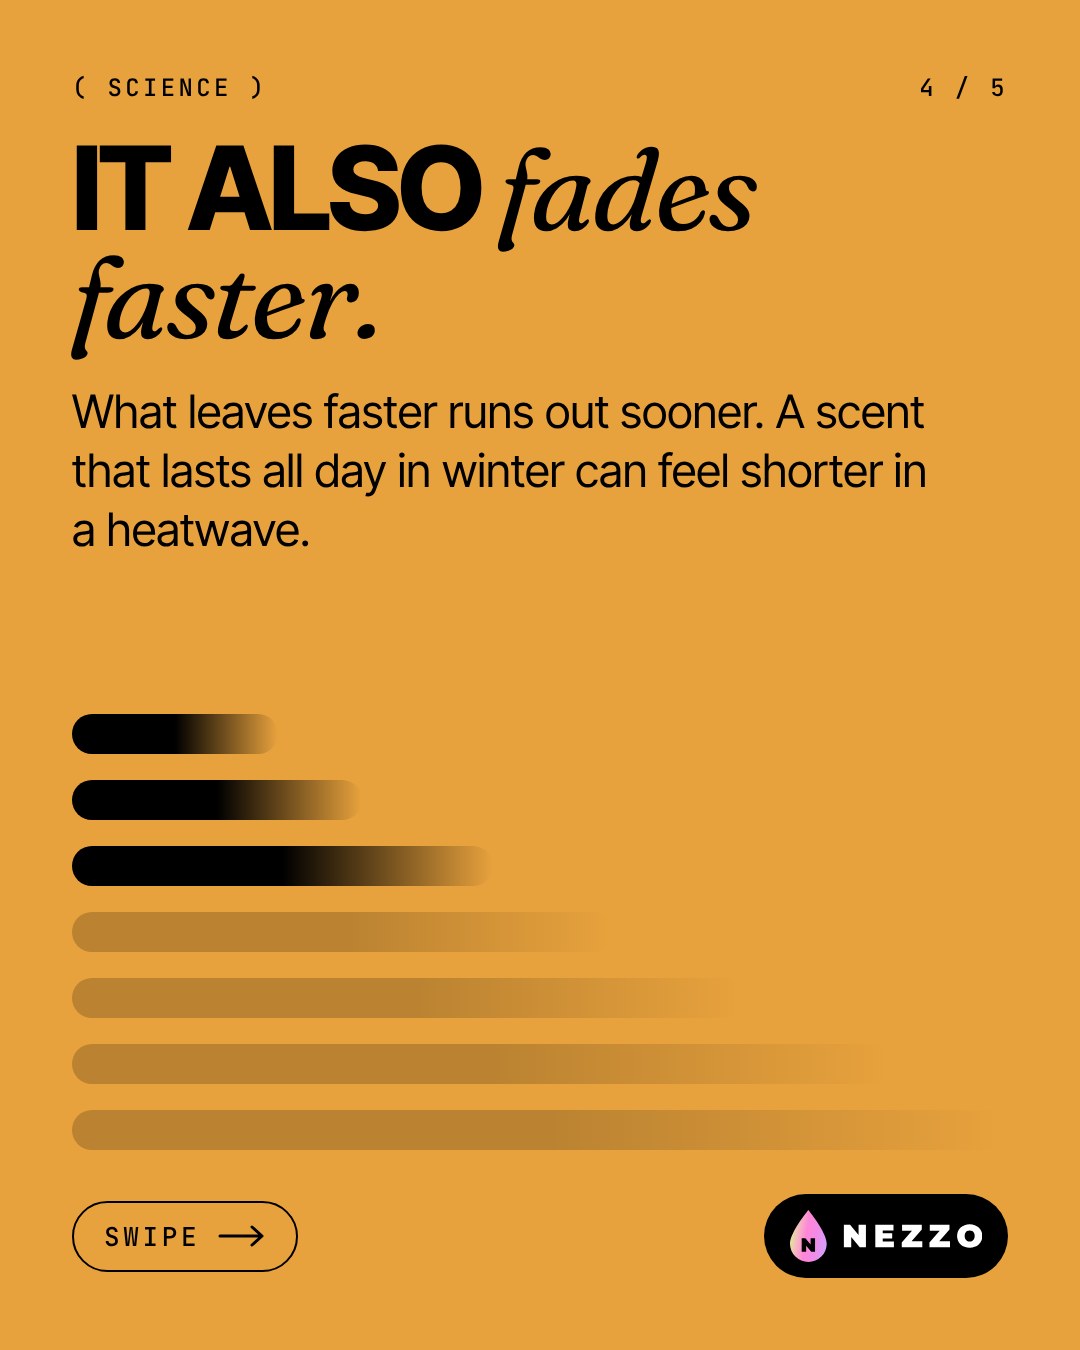 ( SCIENCE )
4 / 5
IT ALSO fades
faster.
What leaves faster runs out sooner. A scent
that lasts all day in winter can feel shorter in
a heatwave.
SWIPE →
N NEZZO